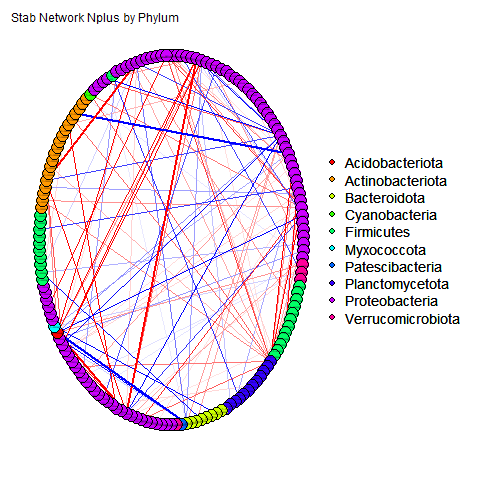 Stab Network Nplus by Phylum
Acidobacteriota
Actinobacteriota
Bacteroidota
Cyanobacteria
Firmicutes
Myxococcota
Patescibacteria
Planctomycetota
Proteobacteria
Verrucomicrobiota